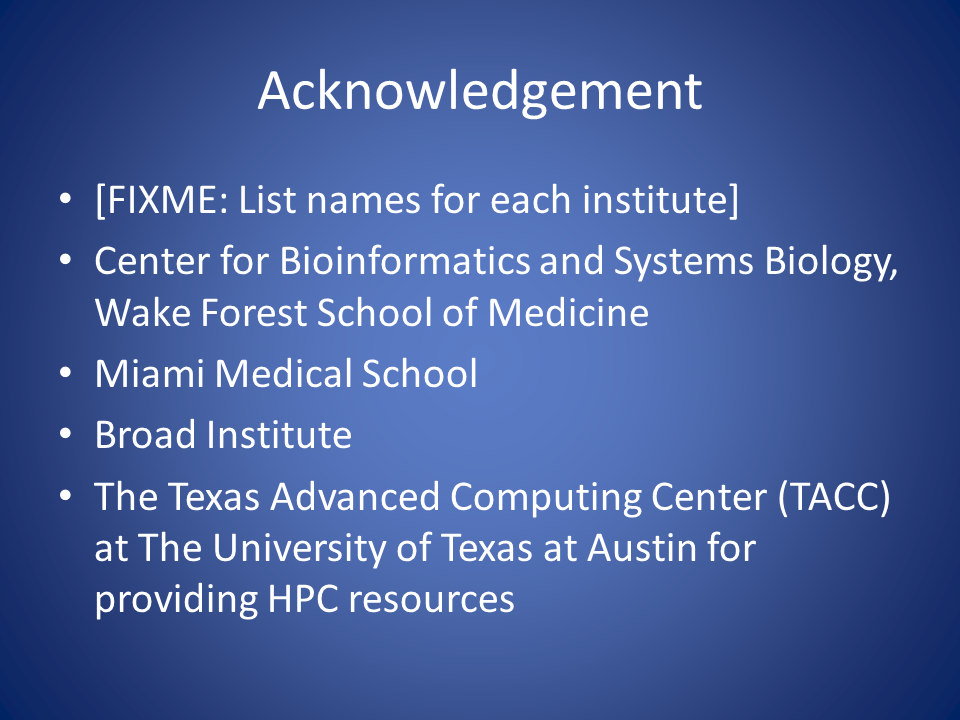 Acknowledgement
• [FIXME: List names for each institute]
• Center for Bioinformatics and Systems Biology,
Wake Forest School of Medicine
• Miami Medical School
• Broad Institute
• The Texas Advanced Computing Center (TACC)
at The University of Texas at Austin for
providing HPC resources